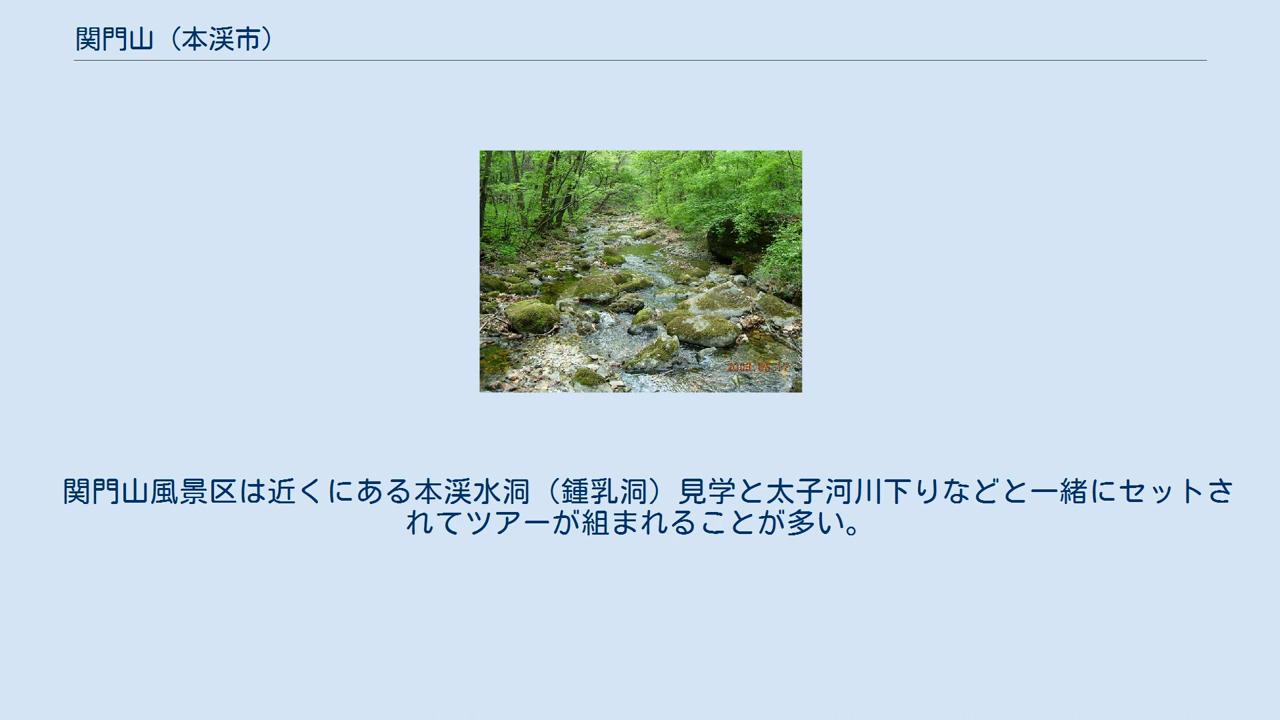 関門山（本渓市）
関門山風景区は近くにある本渓水洞（鍾乳洞）見学と太子河川下りなどと一緒にセットさ
れてツアーが組まれることが多い。